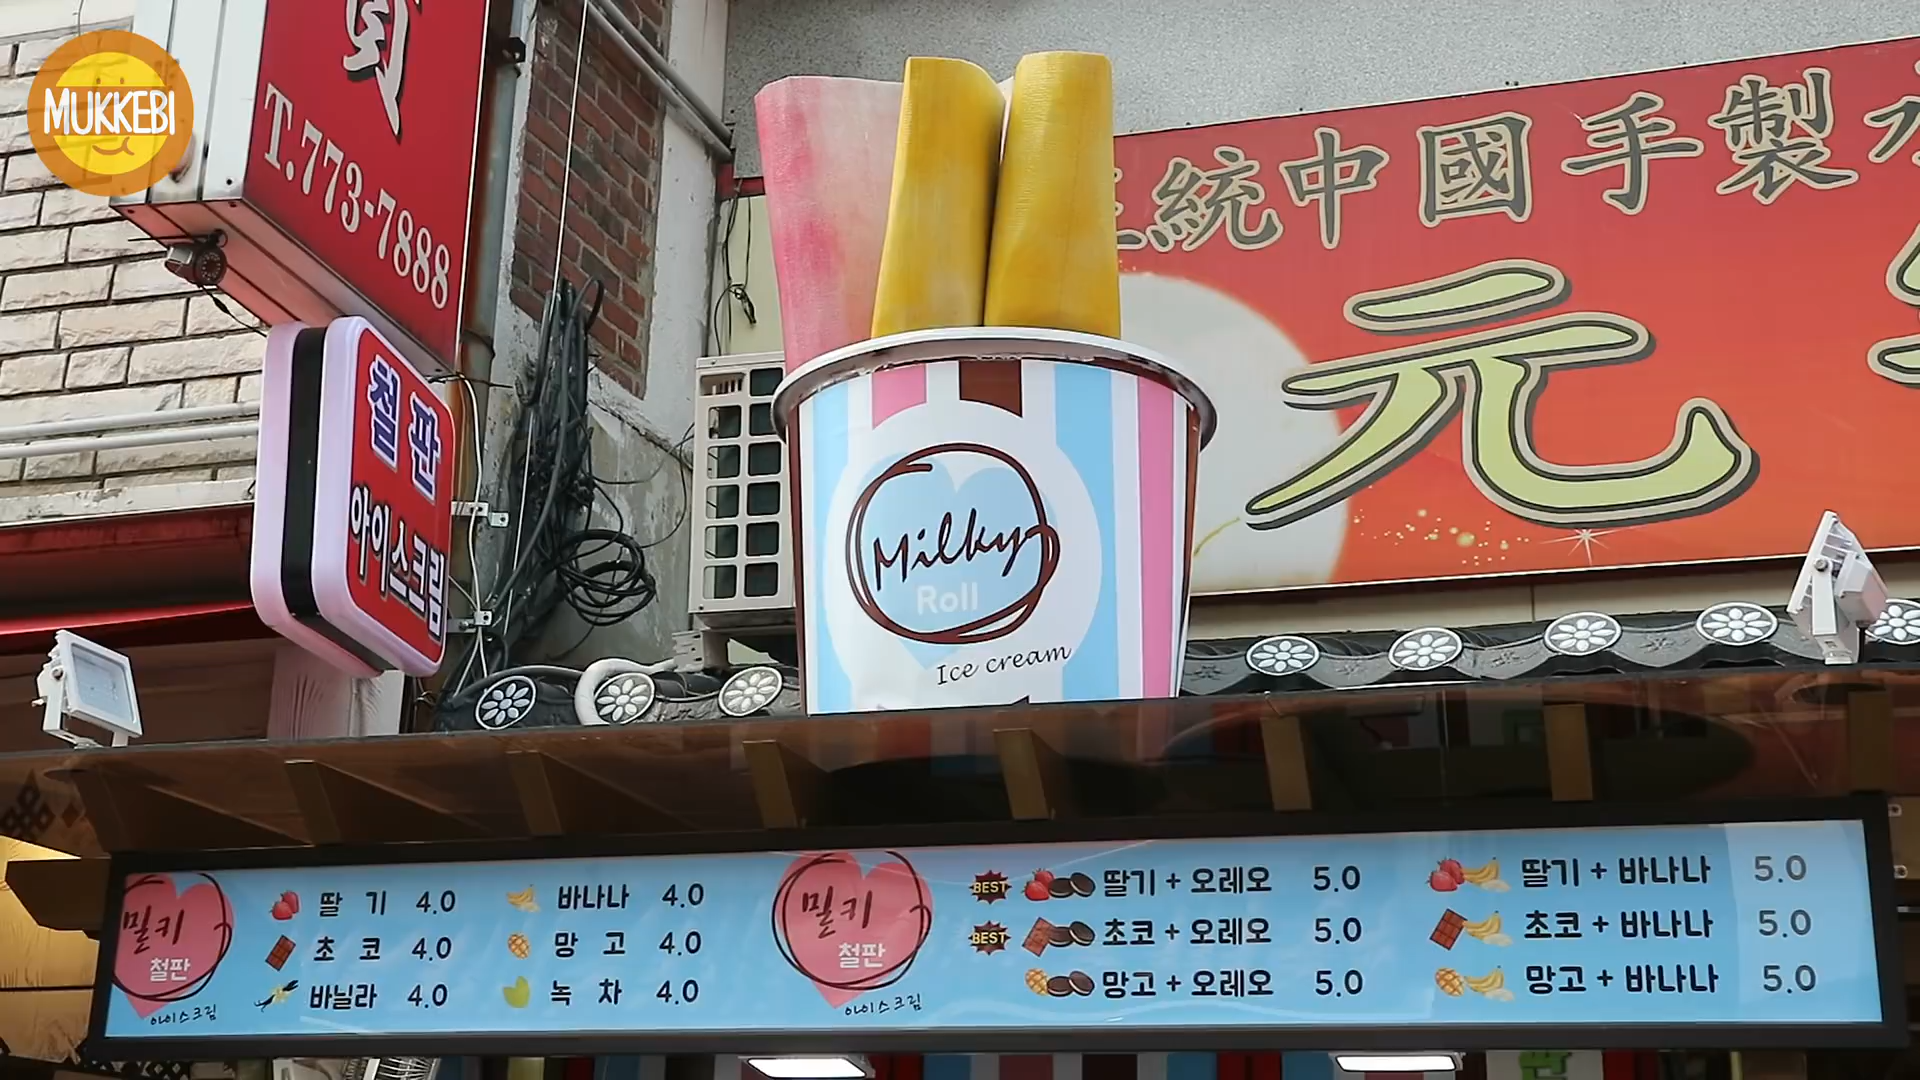 MUKKEBI
T.773-7888
철판
아이스크림
統中國手製
元
Milky
Roll
Ice cream
밀키
철판
아이스크림
딸 기 4.0
바나나 4.0
초 코 4.0
망 고 4.0
바닐라 4.0
녹 차 4.0
밀키
철판
아이스크림
BEST 딸기 + 오레오 5.0
딸기 + 바나나 5.0
BEST 초코 + 오레오 5.0
초코 + 바나나 5.0
망고 + 오레오 5.0
망고 + 바나나 5.0